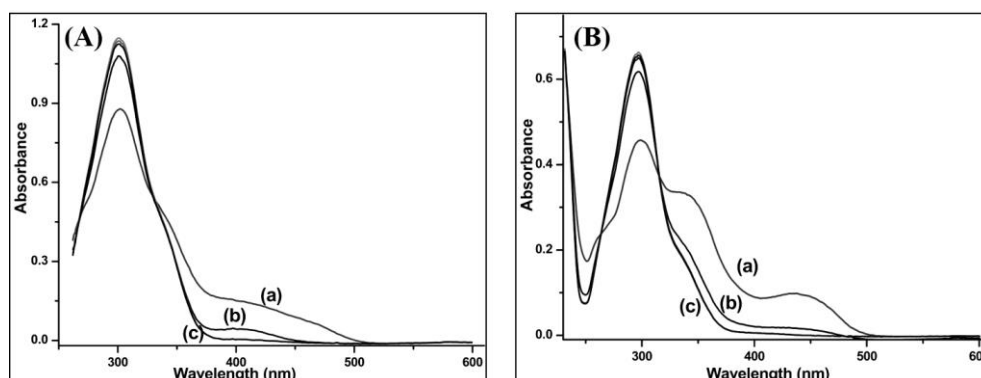 (A)
Absorbance
1.2
0.9
0.6
0.3
0.0
(a)
(b)
(c)
300
400
500
600
Wavelength (nm)
(B)
Absorbance
0.6
0.4
0.2
0.0
(a)
(b)
(c)
300
400
500
Wavelength (nm)